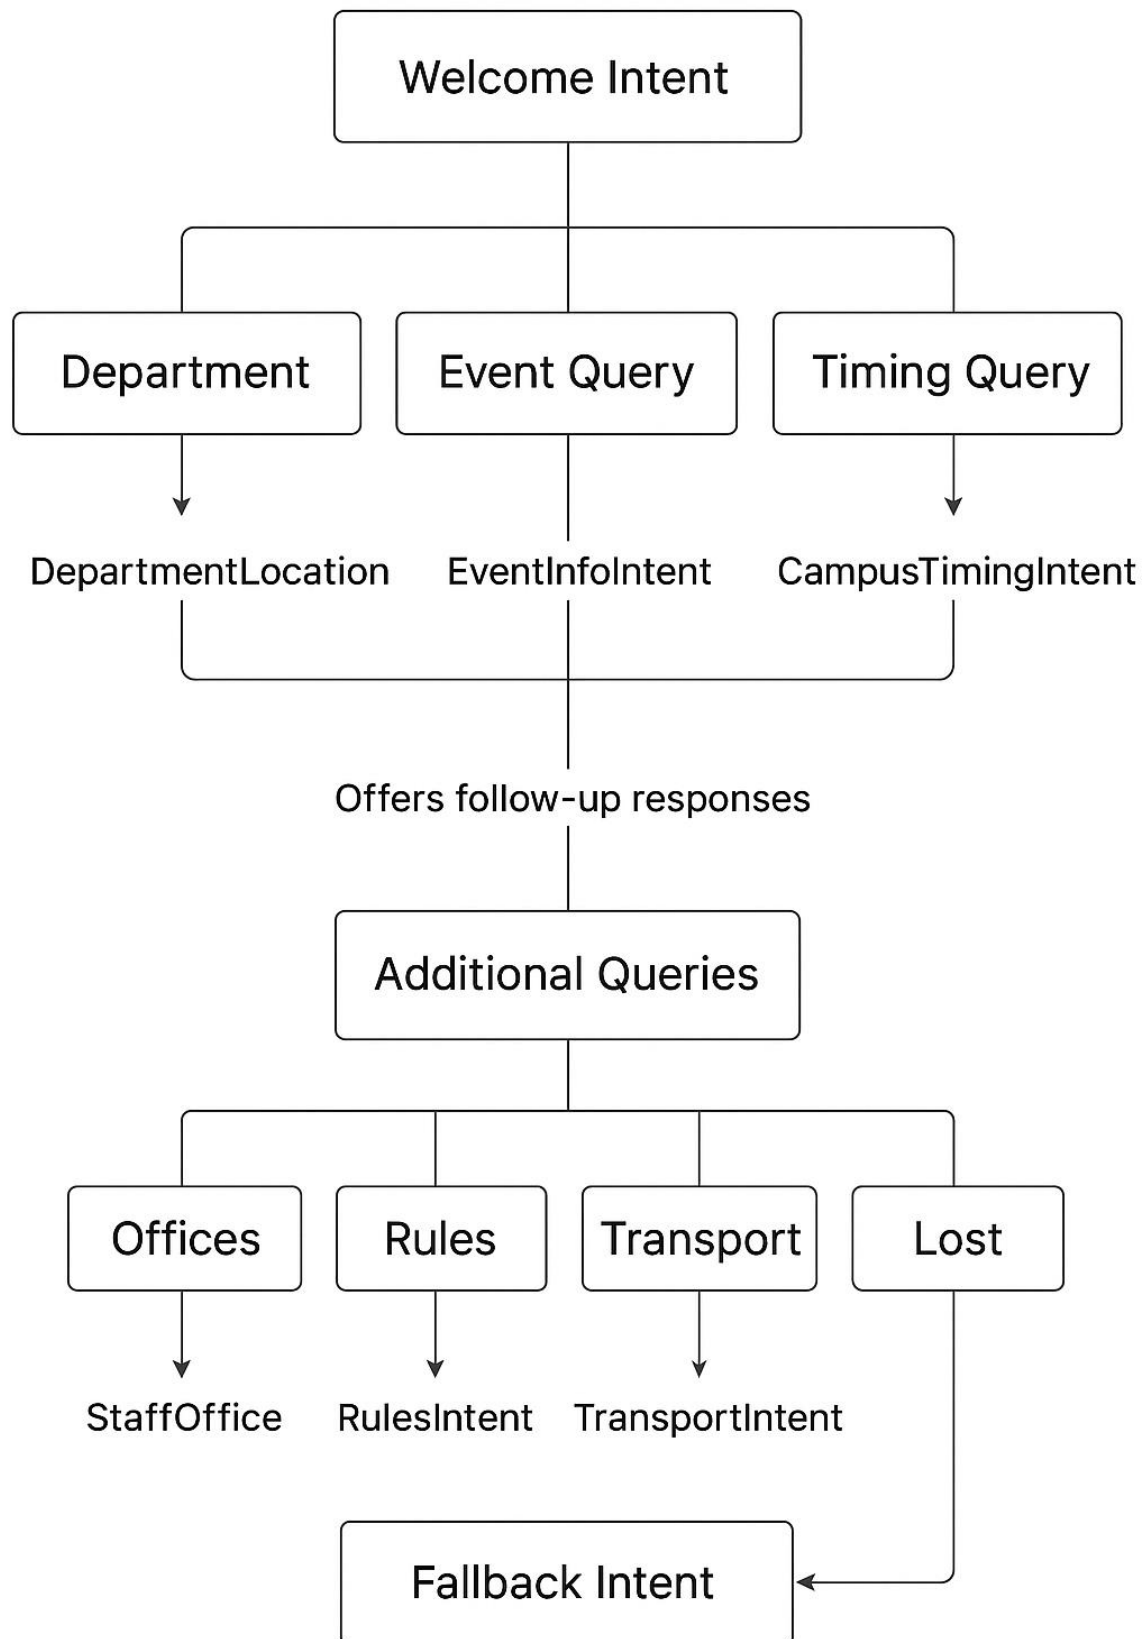 Welcome Intent
Department
Event Query
Timing Query
DepartmentLocation
EventInfoIntent
CampusTimingIntent
Offers follow-up responses
Additional Queries
Offices
Rules
Transport
Lost
StaffOffice
RulesIntent
TransportIntent
Fallback Intent